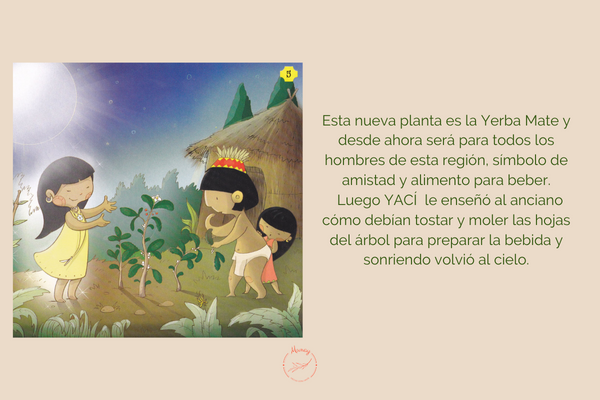 5
Esta nueva planta es la Yerba Mate y
desde ahora será para todos los
hombres de esta región, símbolo de
amistad y alimento para beber.
Luego YACÍ le enseñó al anciano
cómo debían tostar y moler las hojas
del árbol para preparar la bebida y
sonriendo volvió al cielo.